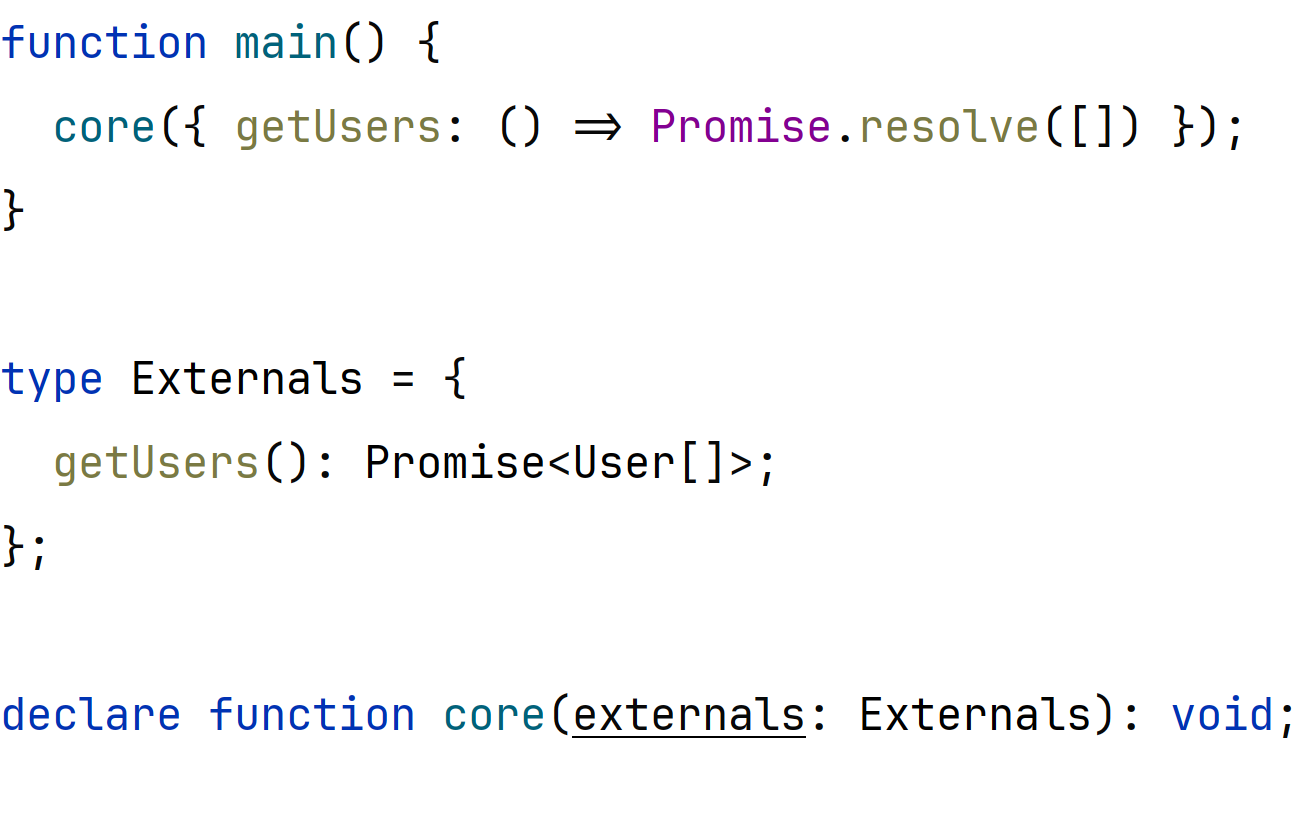 function main() {
  core({ getUsers: () => Promise.resolve([]) });
}

type Externals = {
  getUsers(): Promise<User[]>;
};

declare function core(externals: Externals): void;